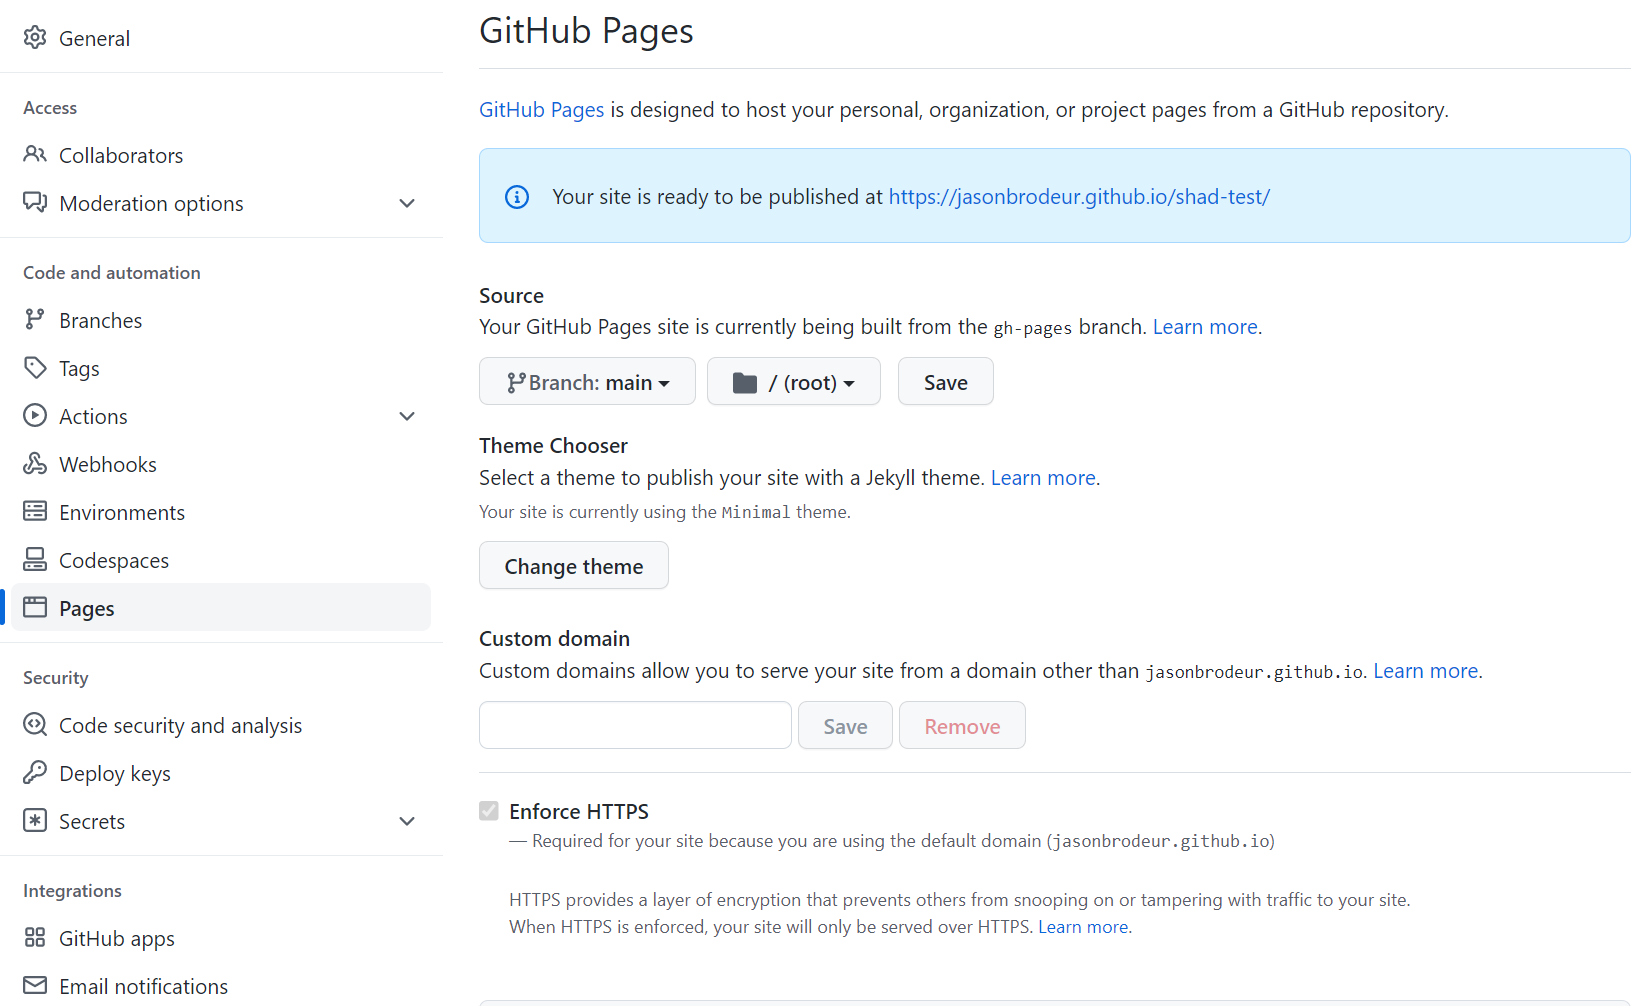 General
Access
Collaborators
Moderation options
Code and automation
Branches
Tags
Actions
Webhooks
Environments
Codespaces
Pages
Security
Code security and analysis
Deploy keys
Secrets
Integrations
GitHub apps
Email notifications
GitHub Pages
GitHub Pages is designed to host your personal, organization, or project pages from a GitHub repository.
Your site is ready to be published at https://jasonbrodeur.github.io/shad-test/
Source
Your GitHub Pages site is currently being built from the gh-pages branch. Learn more.
Branch: main / (root) Save
Theme Chooser
Select a theme to publish your site with a Jekyll theme. Learn more.
Your site is currently using the Minimal theme.
Change theme
Custom domain
Custom domains allow you to serve your site from a domain other than jasonbrodeur.github.io. Learn more.
Save Remove
Enforce HTTPS
— Required for your site because you are using the default domain (jasonbrodeur.github.io)
HTTPS provides a layer of encryption that prevents others from snooping on or tampering with traffic to your site.
When HTTPS is enforced, your site will only be served over HTTPS. Learn more.